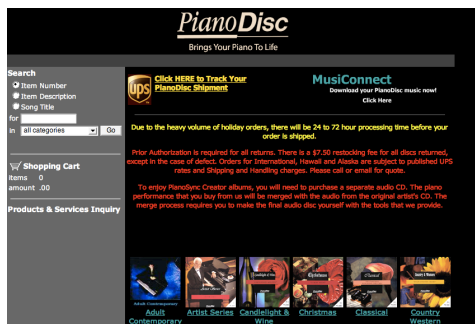 PianoDisc
Brings Your Piano To Life
Search
Item Number
Item Description
Song Title
for
in all categories Go
Shopping Cart
items 0
amount .00
Products & Services Inquiry
ups
Click HERE to Track Your
PianoDisc Shipment
MusiConnect
Download your PianoDisc music now!
Click Here
Due to the heavy volume of holiday orders, there will be 24 to 72 hour processing time before your
order is shipped.
Prior Authorization is required for all returns. There is a $7.50 restocking fee for all discs returned,
except in the case of defect. Orders for International, Hawaii and Alaska are subject to published UPS
rates and Shipping and Handling charges. Please call or email for quote.
To enjoy PianoSync Creator albums, you will need to purchase a separate audio CD. The piano
performance that you buy from us will be merged with the audio from the original artist's CD. The
merge process requires you to make the final audio disc yourself with the tools that we provide.
Adult Contemporary
Christmas
Classical
Adult
Contemporary
Artist Series
Candlelight &
Wine
Christmas
Classical
Country
Western